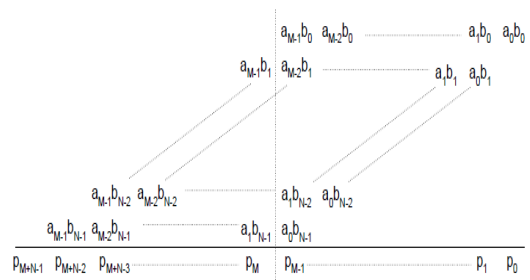 a_{M-1}b_0 a_{M-2}b_0 a_1b_0 a_0b_0
a_{M-1}b_1 a_{M-2}b_1 a_1b_1 a_0b_1
a_{M-1}b_{N-2} a_{M-2}b_{N-2} a_1b_{N-2} a_0b_{N-2}
a_{M-1}b_{N-1} a_{M-2}b_{N-1} a_1b_{N-1} a_0b_{N-1}
p_{M+N-1} p_{M+N-2} p_{M+N-3} p_M p_{M-1} p_1 p_0